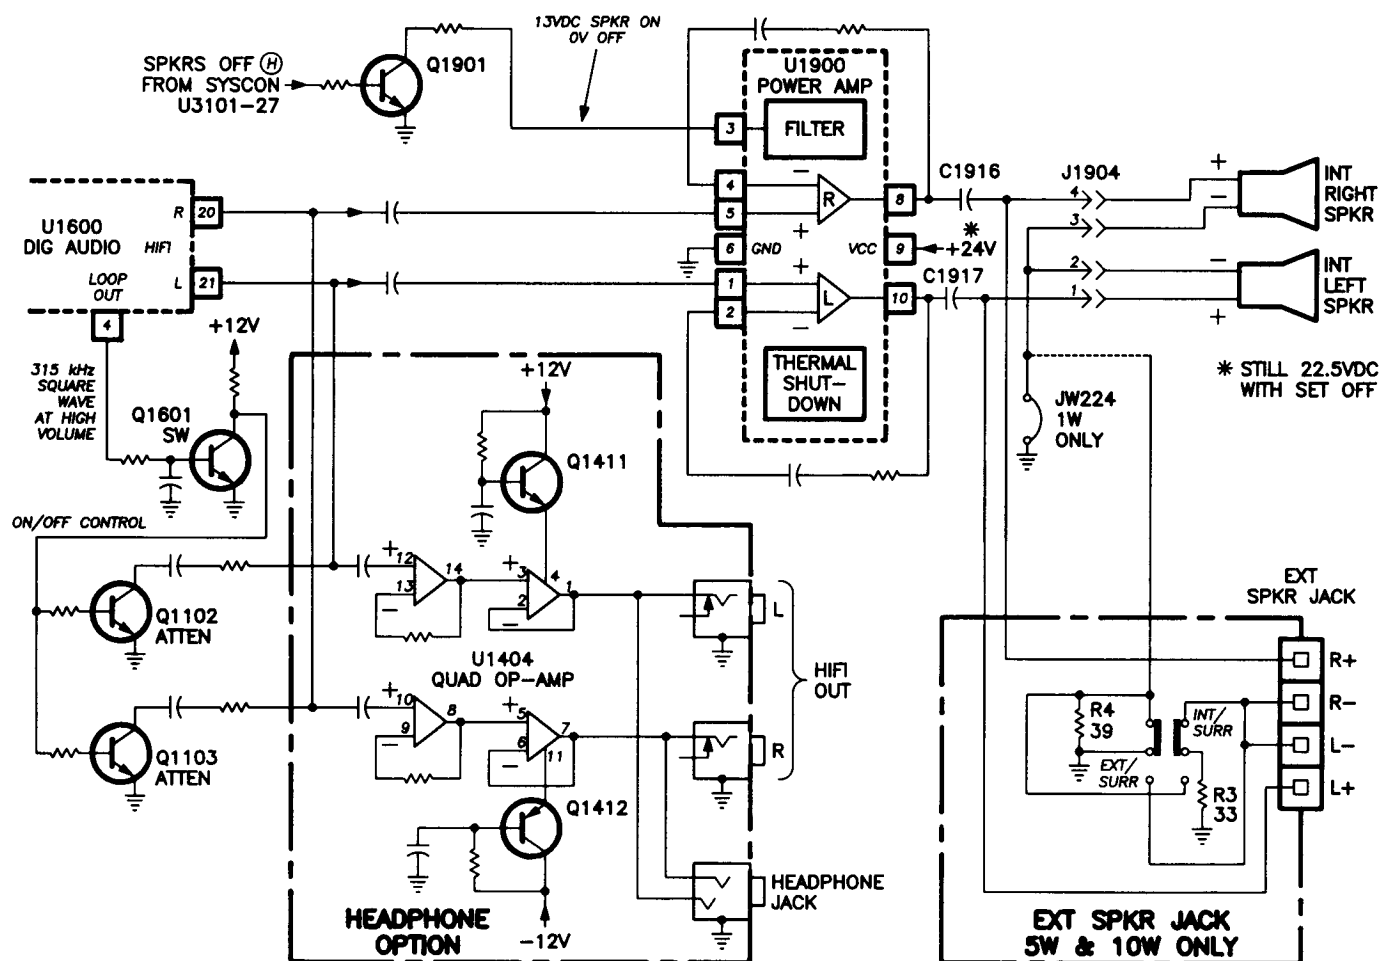 13VDC SPKR ON
0V OFF
SPKRS OFF (H)
FROM SYSCON
U3101-27
Q1901
U1900
POWER AMP
FILTER
3
4
5
6 GND
1
2
R
L
8
VCC 9
+24V
10
THERMAL
SHUT-
DOWN
C1916
*
C1917
J1904
4
3
2
1
+
−
INT
RIGHT
SPKR
−
+
INT
LEFT
SPKR
* STILL 22.5VDC
WITH SET OFF
JW224
1W
ONLY
U1600
DIG AUDIO
HIFI
R 20
L 21
LOOP
OUT
4
+12V
315 kHz
SQUARE
WAVE
AT HIGH
VOLUME
Q1601
SW
ON/OFF CONTROL
Q1102
ATTEN
Q1103
ATTEN
+12V
Q1411
+ 12
− 13
14
+ 3
− 2
4
1
U1404
QUAD OP-AMP
+ 10
− 9
8
+ 5
− 6
7
11
Q1412
−12V
L
R
HIFI
OUT
HEADPHONE
JACK
HEADPHONE
OPTION
EXT
SPKR JACK
R+
R−
L−
L+
R4
39
INT/
SURR
EXT/
SURR
R3
33
EXT SPKR JACK
5W & 10W ONLY